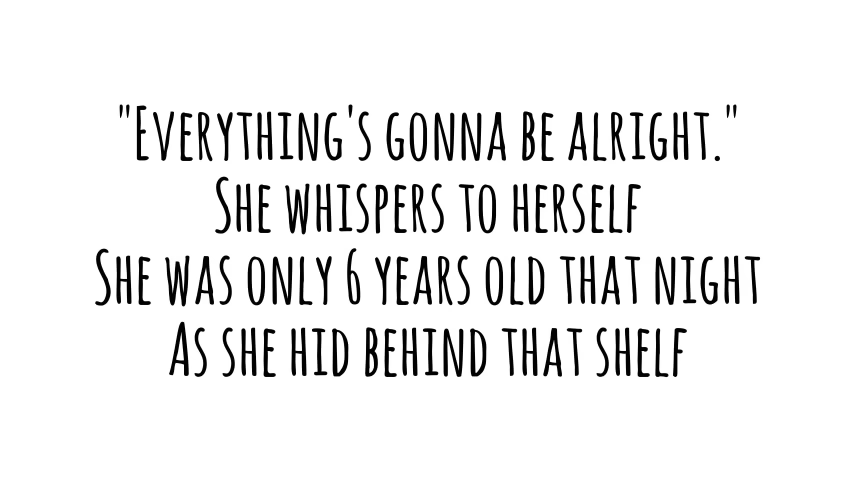 "Everything's gonna be alright."
She whispers to herself
She was only 6 years old that night
As she hid behind that shelf